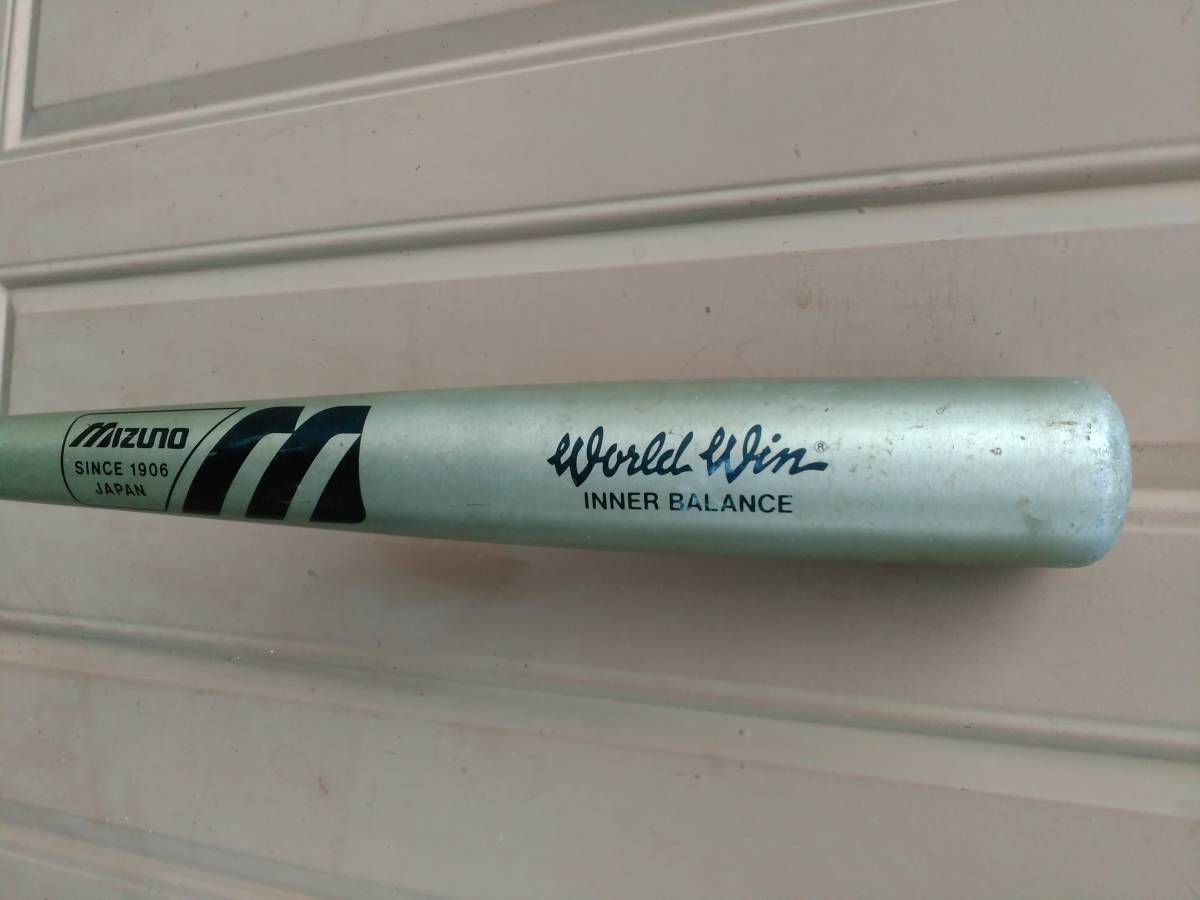 MIZUNO
SINCE 1906
JAPAN
World Win®
INNER BALANCE